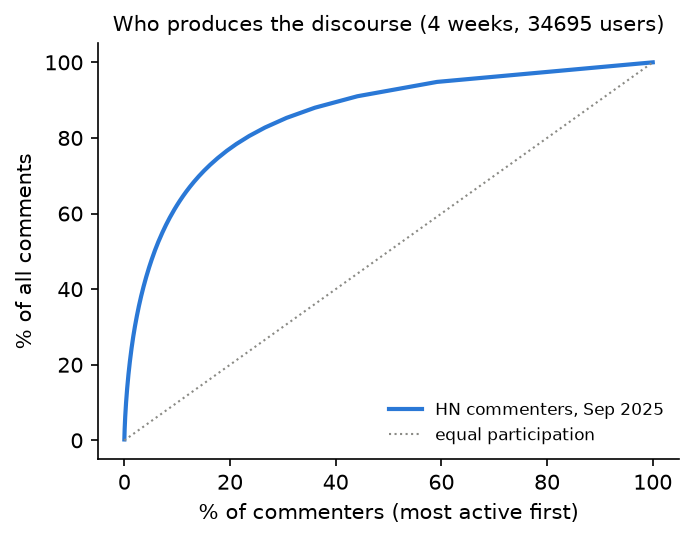 Who produces the discourse (4 weeks, 34695 users)
% of all comments
100
80
60
40
20
0
HN commenters, Sep 2025
equal participation
0 20 40 60 80 100
% of commenters (most active first)